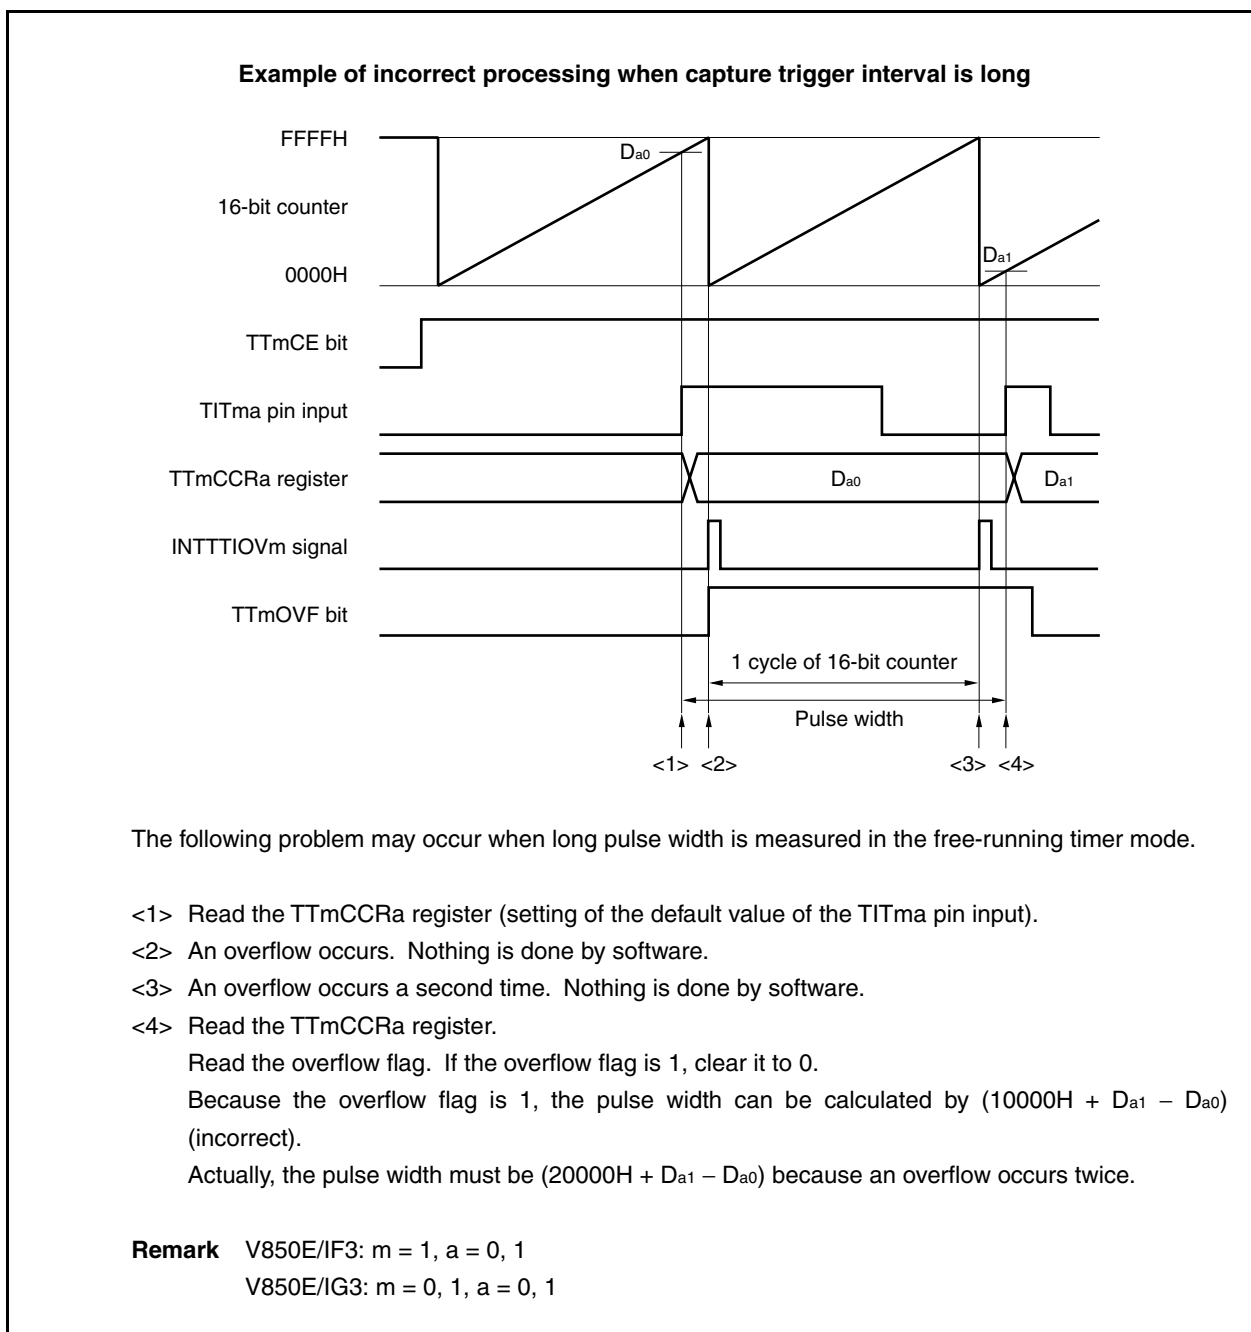 Example of incorrect processing when capture trigger interval is long
FFFFH
Da0
16-bit counter
Da1
0000H
TTmCE bit
TITma pin input
TTmCCRa register
Da0
Da1
INTTTIOVm signal
TTmOVF bit
1 cycle of 16-bit counter
Pulse width
<1> <2> <3> <4>
The following problem may occur when long pulse width is measured in the free-running timer mode.
<1> Read the TTmCCRa register (setting of the default value of the TITma pin input).
<2> An overflow occurs. Nothing is done by software.
<3> An overflow occurs a second time. Nothing is done by software.
<4> Read the TTmCCRa register.
Read the overflow flag. If the overflow flag is 1, clear it to 0.
Because the overflow flag is 1, the pulse width can be calculated by (10000H + Da1 – Da0)
(incorrect).
Actually, the pulse width must be (20000H + Da1 – Da0) because an overflow occurs twice.
Remark V850E/IF3: m = 1, a = 0, 1
V850E/IG3: m = 0, 1, a = 0, 1